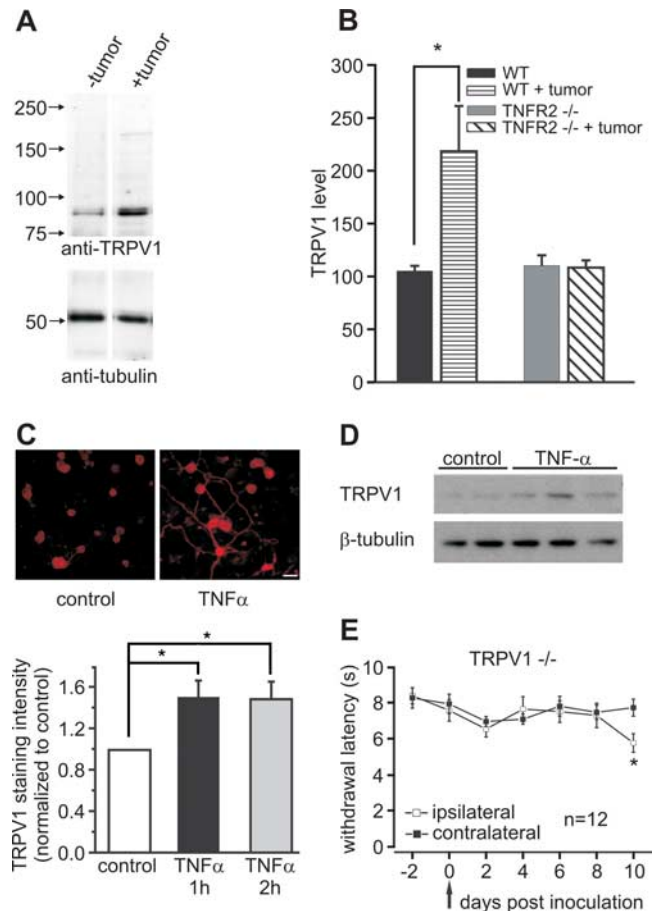 A
-tumor
+tumor
250
150
100
75
anti-TRPV1
50
anti-tubulin
B
*
WT
WT + tumor
TNFR2 -/-
TNFR2 -/- + tumor
300
250
200
150
100
50
0
TRPV1 level
C
control
TNFα
*
*
1.6
1.2
0.8
0.4
0.0
TRPV1 staining intensity
(normalized to control)
control
TNFα
1h
TNFα
2h
D
control
TNF-α
TRPV1
β-tubulin
E
TRPV1 -/-
10
8
6
4
2
0
withdrawal latency (s)
*
ipsilateral
contralateral
n=12
-2
0
2
4
6
8
10
days post inoculation